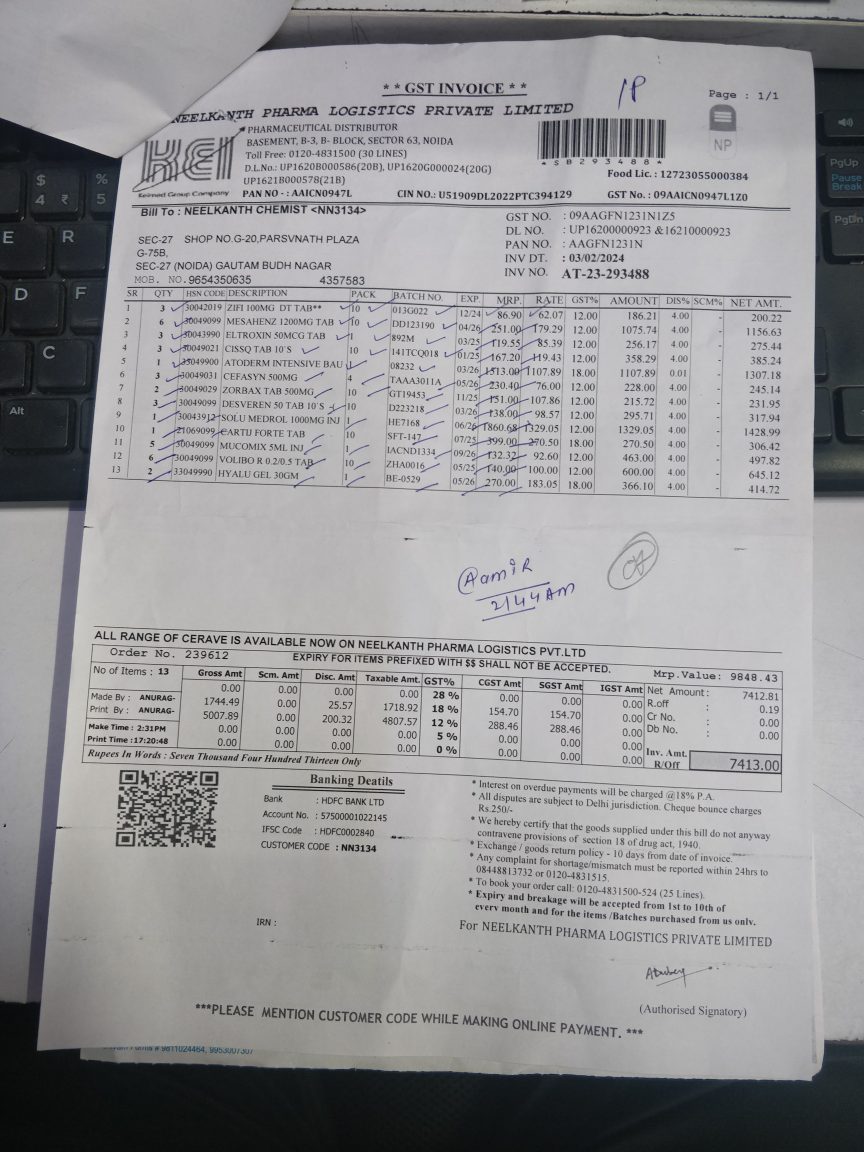 ** GST INVOICE **
1P
Page : 1/1
NEELKANTH PHARMA LOGISTICS PRIVATE LIMITED
PHARMACEUTICAL DISTRIBUTOR
BASEMENT, B-3, B- BLOCK, SECTOR 63, NOIDA
Toll Free: 0120-4831500 (30 LINES)
D.L.No.: UP1620B000586(20B), UP1620G000024(20G)
UP1621B000578(21B)
KEI
Keimed Group Company
*SB293488*
NP
Food Lic. : 12723055000384
PAN NO - : AAICN0947L CIN NO.: U51909DL2022PTC394129 GST No. : 09AAICN0947L1Z0
Bill To : NEELKANTH CHEMIST <NN3134>
SEC-27 SHOP NO.G-20,PARSVNATH PLAZA
G-75B,
SEC-27 (NOIDA) GAUTAM BUDH NAGAR
MOB. NO.9654350635 4357583
GST NO. : 09AAGFN1231N1Z5
DL NO. : UP16200000923 &16210000923
PAN NO. : AAGFN1231N
INV DT. : 03/02/2024
INV NO. AT-23-293488
SR QTY HSN CODE DESCRIPTION PACK BATCH NO. EXP. MRP. RATE GST% AMOUNT DIS% SCM% NET AMT.
1 3 30042019 ZIFI 100MG DT TAB** 10 013G022 12/24 86.90 62.07 12.00 186.21 4.00 - 200.22
2 6 30049099 MESAHENZ 1200MG TAB 10 DD123190 04/26 251.00 179.29 12.00 1075.74 4.00 - 1156.63
3 3 30043990 ELTROXIN 50MCG TAB 1 892M 03/25 119.55 85.39 12.00 256.17 4.00 - 275.44
4 3 30049021 CISSQ TAB 10'S 10 141TCQ018 01/25 167.20 119.43 12.00 358.29 4.00 - 385.24
5 1 35049900 ATODERM INTENSIVE BAU 1 08232 03/26 1513.00 1107.89 18.00 1107.89 0.01 - 1307.18
6 3 30049031 CEFASYN 500MG 4 TAAA3011A 05/26 230.40 76.00 12.00 228.00 4.00 - 245.14
7 2 30049029 ZORBAX TAB 500MG 10 GT19453 11/25 151.00 107.86 12.00 215.72 4.00 - 231.95
8 3 30049099 DESVEREN 50 TAB 10'S 10 D223218 03/26 138.00 98.57 12.00 295.71 4.00 - 317.94
9 1 30043912 SOLU MEDROL 1000MG INJ 1 HE7168 06/26 1860.68 1329.05 12.00 1329.05 4.00 - 1428.99
10 1 21069099 CARTIJ FORTE TAB 10 SFT-147 07/25 399.00 270.50 18.00 270.50 4.00 - 306.42
11 5 30049099 MUCOMIX 5ML INJ 1 IACND1334 09/26 132.32 92.60 12.00 463.00 4.00 - 497.82
12 6 30049099 VOLIBO R 0.2/0.5 TAB 10 ZHA0016 05/25 140.00 100.00 12.00 600.00 4.00 - 645.12
13 2 33049990 HYALU GEL 30GM 1 BE-0529 05/26 270.00 183.05 18.00 366.10 4.00 - 414.72
@AamiR
2/44 AM
ALL RANGE OF CERAVE IS AVAILABLE NOW ON NEELKANTH PHARMA LOGISTICS PVT.LTD
Order No. 239612 EXPIRY FOR ITEMS PREFIXED WITH $$ SHALL NOT BE ACCEPTED. Mrp.Value: 9848.43
No of Items : 13
Made By : ANURAG-
Print By : ANURAG-
Make Time : 2:31PM
Print Time :17:20:48
Gross Amt Scm. Amt Disc. Amt Taxable Amt. GST% CGST Amt SGST Amt IGST Amt
0.00 0.00 0.00 0.00 28 % 0.00 0.00 0.00
1744.49 0.00 25.57 1718.92 18 % 154.70 154.70 0.00
5007.89 0.00 200.32 4807.57 12 % 288.46 288.46 0.00
0.00 0.00 0.00 0.00 5 % 0.00 0.00 0.00
0.00 0.00 0.00 0.00 0 % 0.00 0.00 0.00
Net Amount : 7412.81
R.off : 0.19
Cr No. : 0.00
Db No. : 0.00
Inv. Amt. R/Off 7413.00
Rupees In Words : Seven Thousand Four Hundred Thirteen Only
Banking Deatils
Bank : HDFC BANK LTD
Account No. : 57500001022145
IFSC Code : HDFC0002840
CUSTOMER CODE : NN3134
* Interest on overdue payments will be charged @18% P.A.
* All disputes are subject to Delhi jurisdiction. Cheque bounce charges
Rs.250/-
* We hereby certify that the goods supplied under this bill do not anyway
contravene provisions of section 18 of drug act, 1940.
* Exchange / goods return policy - 10 days from date of invoice.
* Any complaint for shortage/mismatch must be reported within 24hrs to
08448813732 or 0120-4831515.
* To book your order call: 0120-4831500-524 (25 Lines).
* Expiry and breakage will be accepted from 1st to 10th of
every month and for the items /Batches purchased from us only.
IRN :
For NEELKANTH PHARMA LOGISTICS PRIVATE LIMITED
(Authorised Signatory)
***PLEASE MENTION CUSTOMER CODE WHILE MAKING ONLINE PAYMENT. ***
# 9811024464, 9953007307
$
4
₹
%
5
E
R
D
F
C
Alt
PgUp
Pause
Break
PgDn